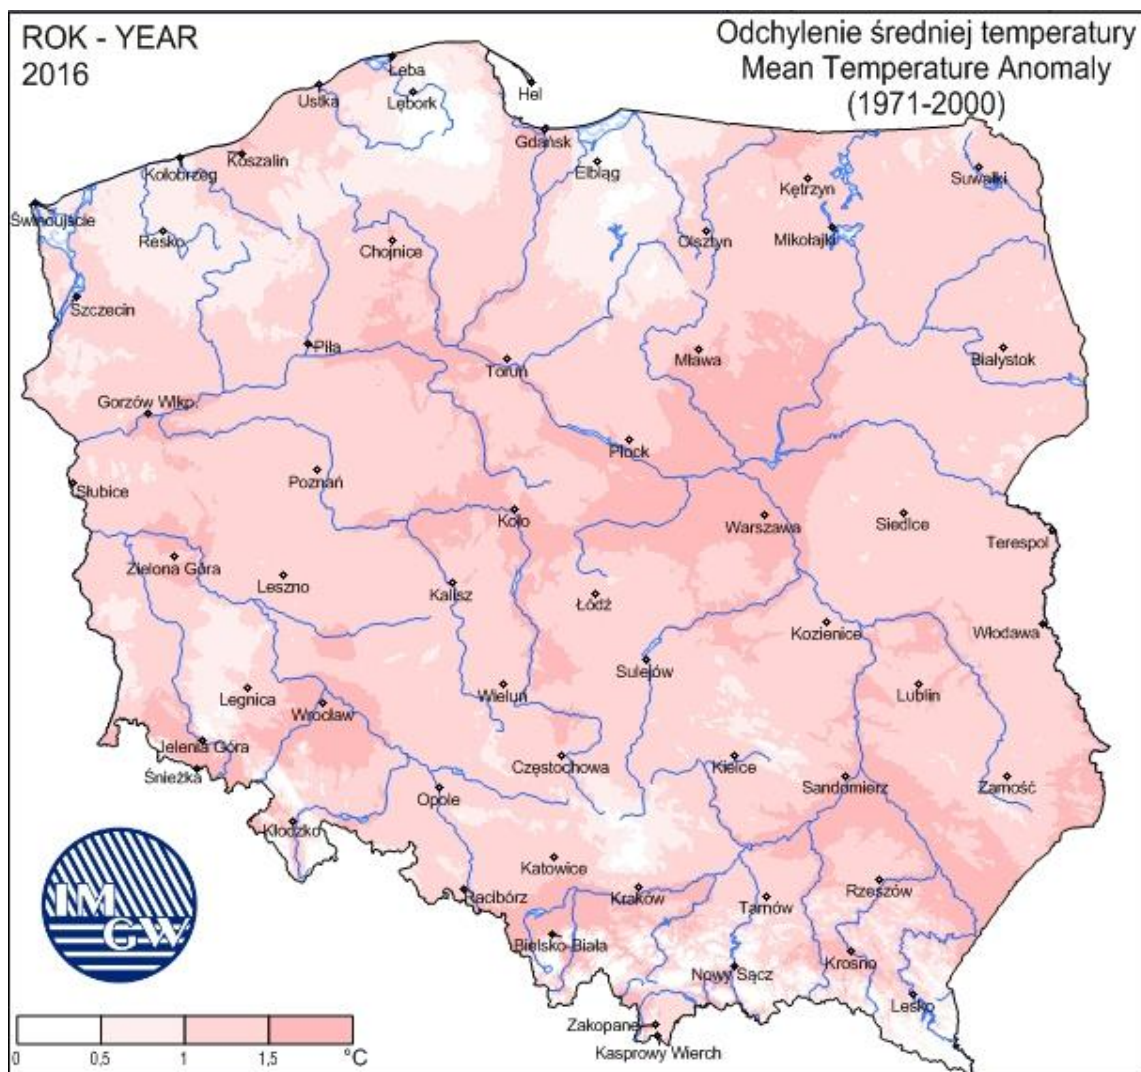 ROK - YEAR
2016
Odchylenie średniej temperatury
Mean Temperature Anomaly
(1971-2000)
Łeba
Hel
Ustka
Lębork
Gdańsk
Koszalin
Kołobrzeg
Elbląg
Suwałki
Kętrzyn
Świnoujście
Resko
Chojnice
Olsztyn
Mikołajki
Szczecin
Piła
Toruń
Mława
Białystok
Gorzów Wlkp.
Płock
Słubice
Poznań
Koło
Warszawa
Siedlce
Terespol
Zielona Góra
Leszno
Kalisz
Łódź
Kozienice
Włodawa
Sulejów
Legnica
Wrocław
Wieluń
Lublin
Jelenia Góra
Śnieżka
Częstochowa
Kielce
Sandomierz
Zamość
Opole
Kłodzko
Katowice
Racibórz
Kraków
Tarnów
Rzeszów
Bielsko-Biała
Nowy Sącz
Krosno
Lesko
Zakopane
Kasprowy Wierch
IM
GW
0 0,5 1 1,5 °C